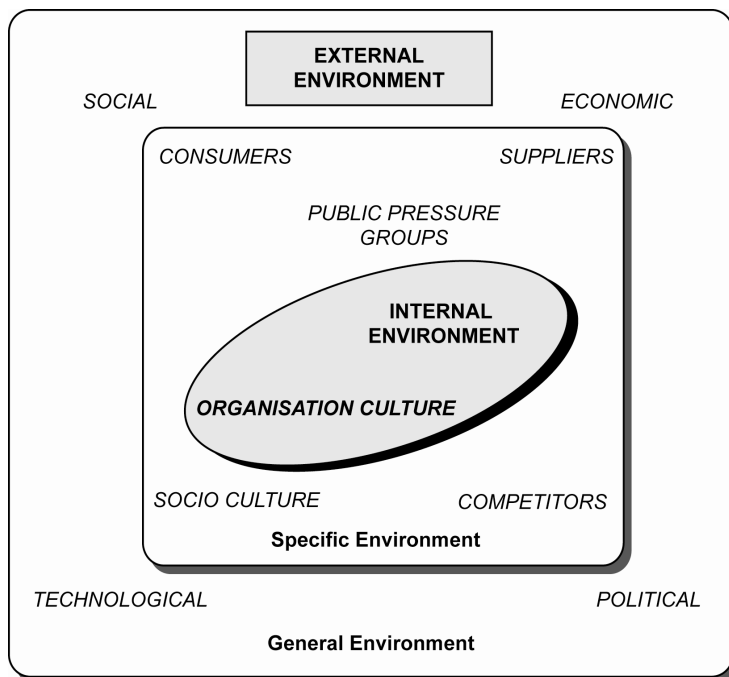 EXTERNAL
ENVIRONMENT
SOCIAL
ECONOMIC
CONSUMERS
SUPPLIERS
PUBLIC PRESSURE
GROUPS
INTERNAL
ENVIRONMENT
ORGANISATION CULTURE
SOCIO CULTURE
COMPETITORS
Specific Environment
TECHNOLOGICAL
POLITICAL
General Environment